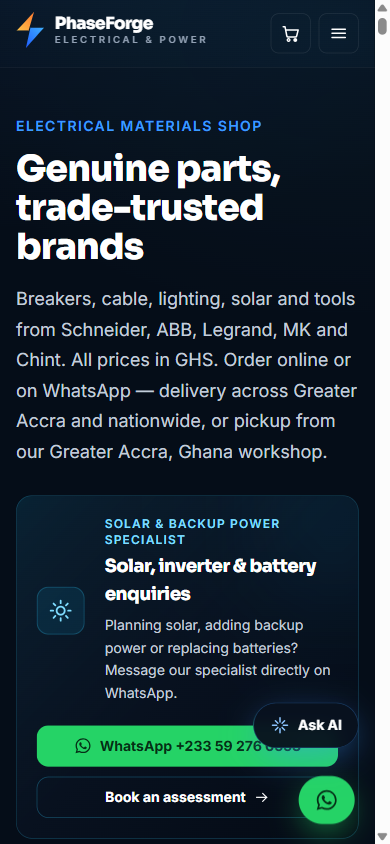 PhaseForge
ELECTRICAL & POWER
ELECTRICAL MATERIALS SHOP
Genuine parts,
trade-trusted
brands
Breakers, cable, lighting, solar and tools
from Schneider, ABB, Legrand, MK and
Chint. All prices in GHS. Order online or
on WhatsApp — delivery across Greater
Accra and nationwide, or pickup from
our Greater Accra, Ghana workshop.
SOLAR & BACKUP POWER
SPECIALIST
Solar, inverter & battery
enquiries
Planning solar, adding backup
power or replacing batteries?
Message our specialist directly on
WhatsApp.
Ask AI
WhatsApp +233 59 276
Book an assessment →